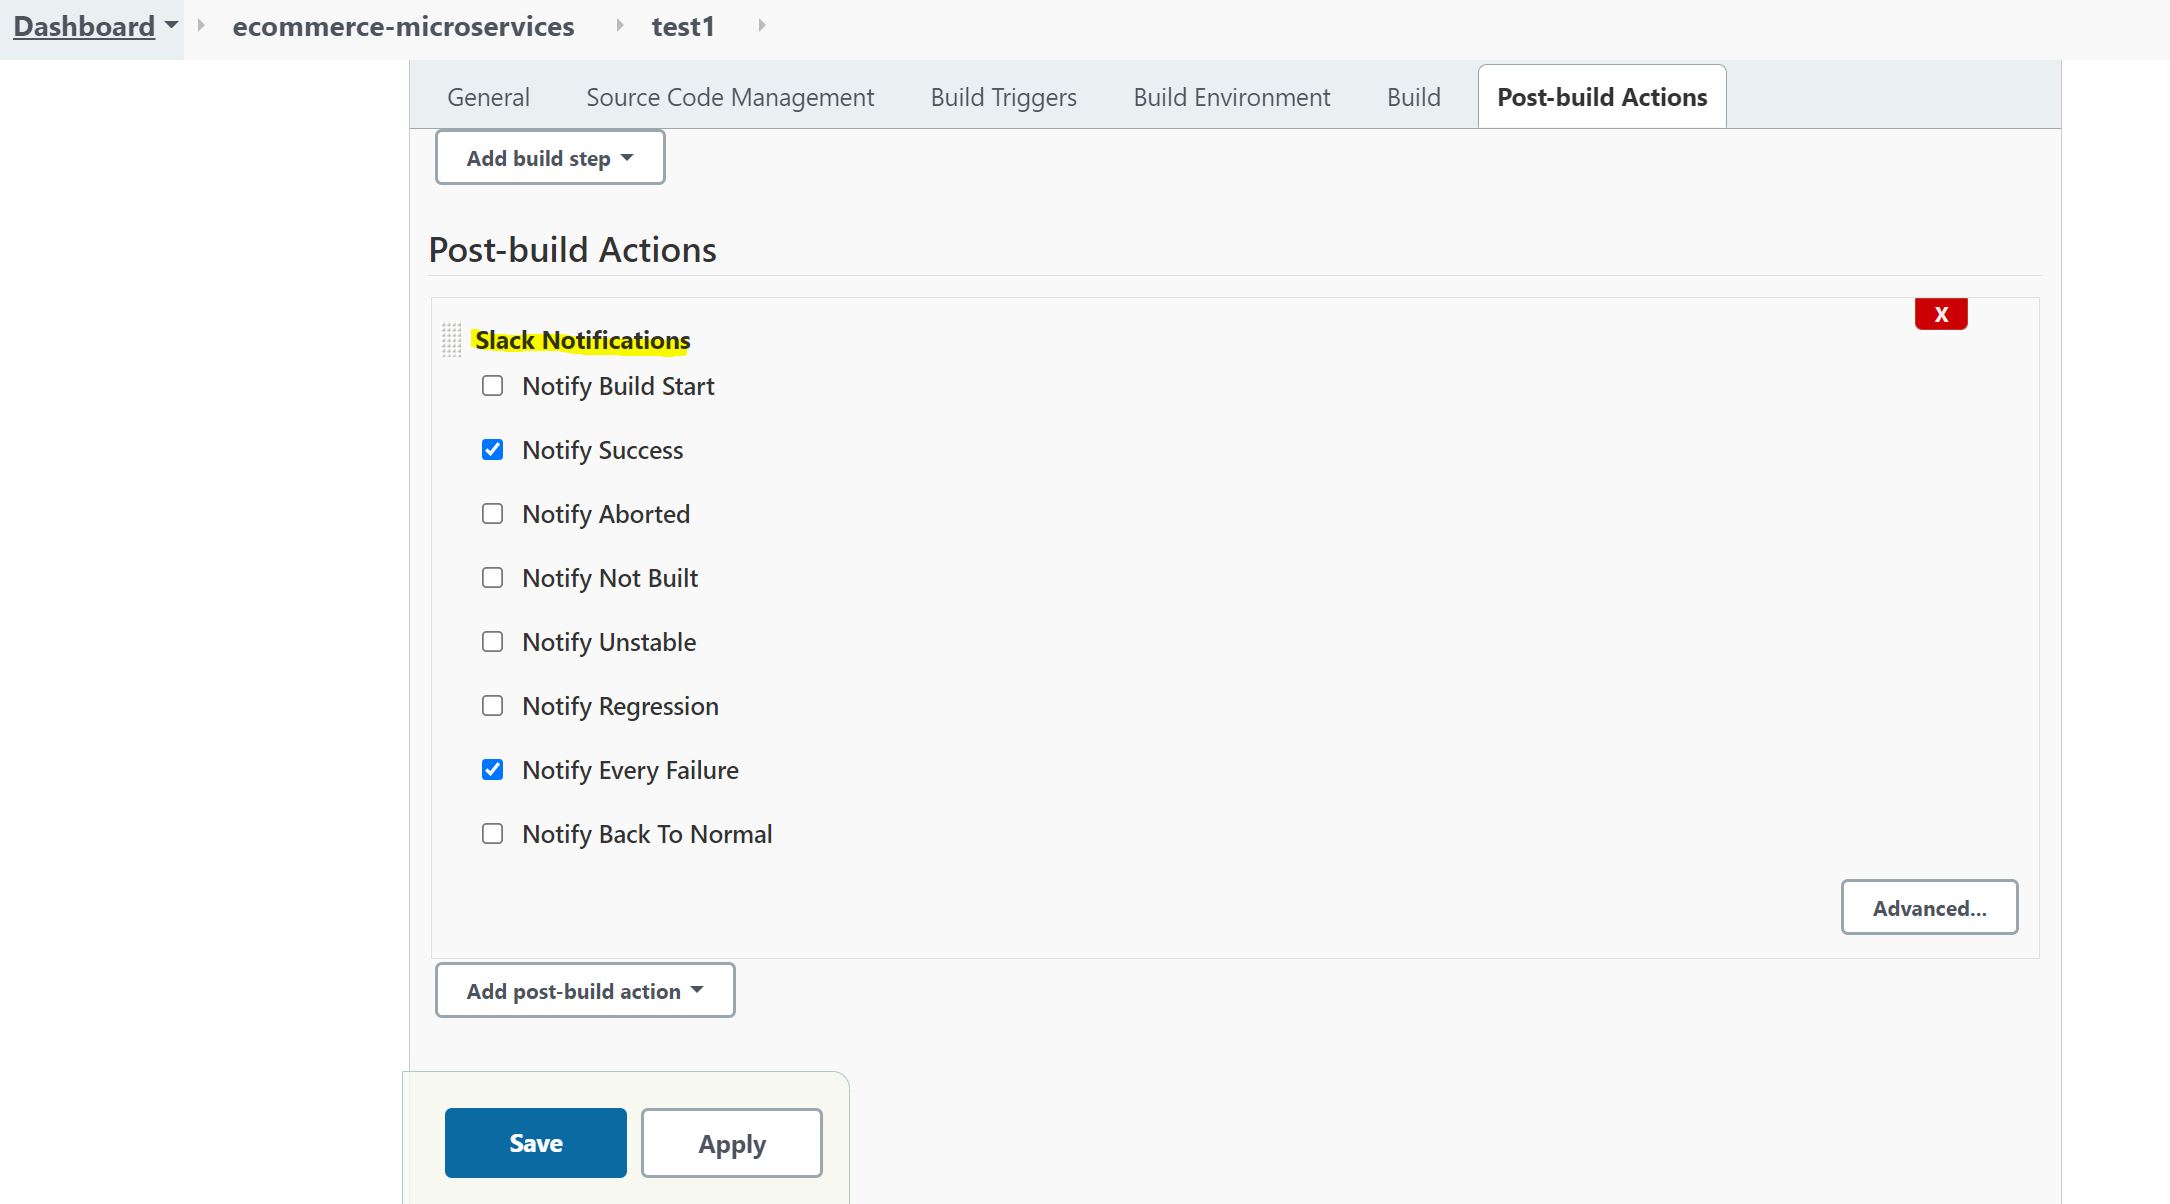 Dashboard ecommerce-microservices test1
General Source Code Management Build Triggers Build Environment Build Post-build Actions
Add build step
Post-build Actions
X
Slack Notifications
Notify Build Start
Notify Success
Notify Aborted
Notify Not Built
Notify Unstable
Notify Regression
Notify Every Failure
Notify Back To Normal
Advanced...
Add post-build action
Save Apply